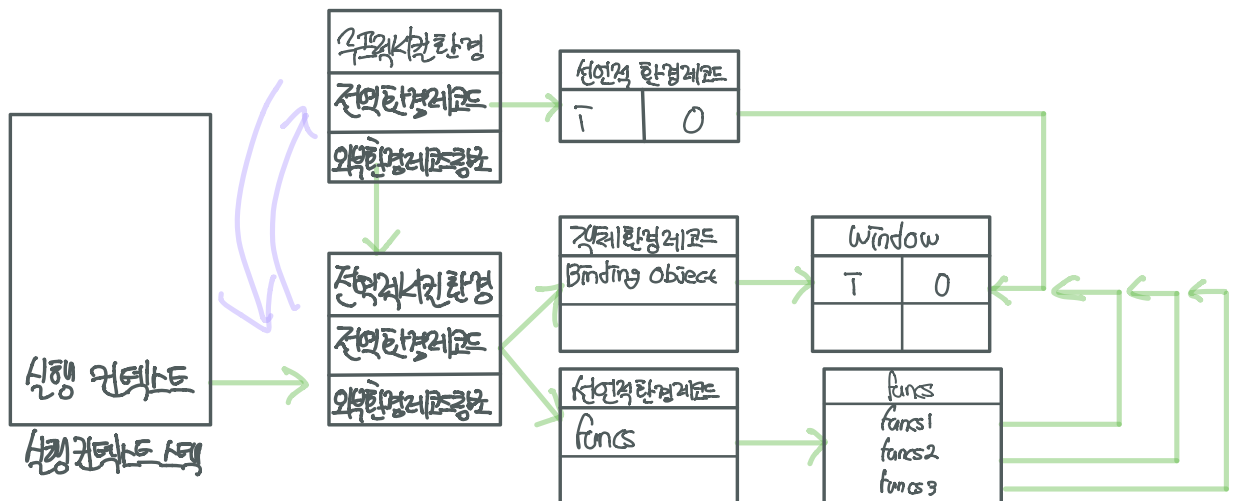 루프렉시컬환경
전역환경레코드
외부환경레코드참조
선언적 환경레코드
i 0
전역렉시컬환경
전역환경레코드
외부환경레코드참조
객체환경레코드
Binding Object
window
i 0
선언적환경레코드
funcs
funcs
funcs1
funcs2
funcs3
실행 컨텍스트
실행컨텍스트 스택